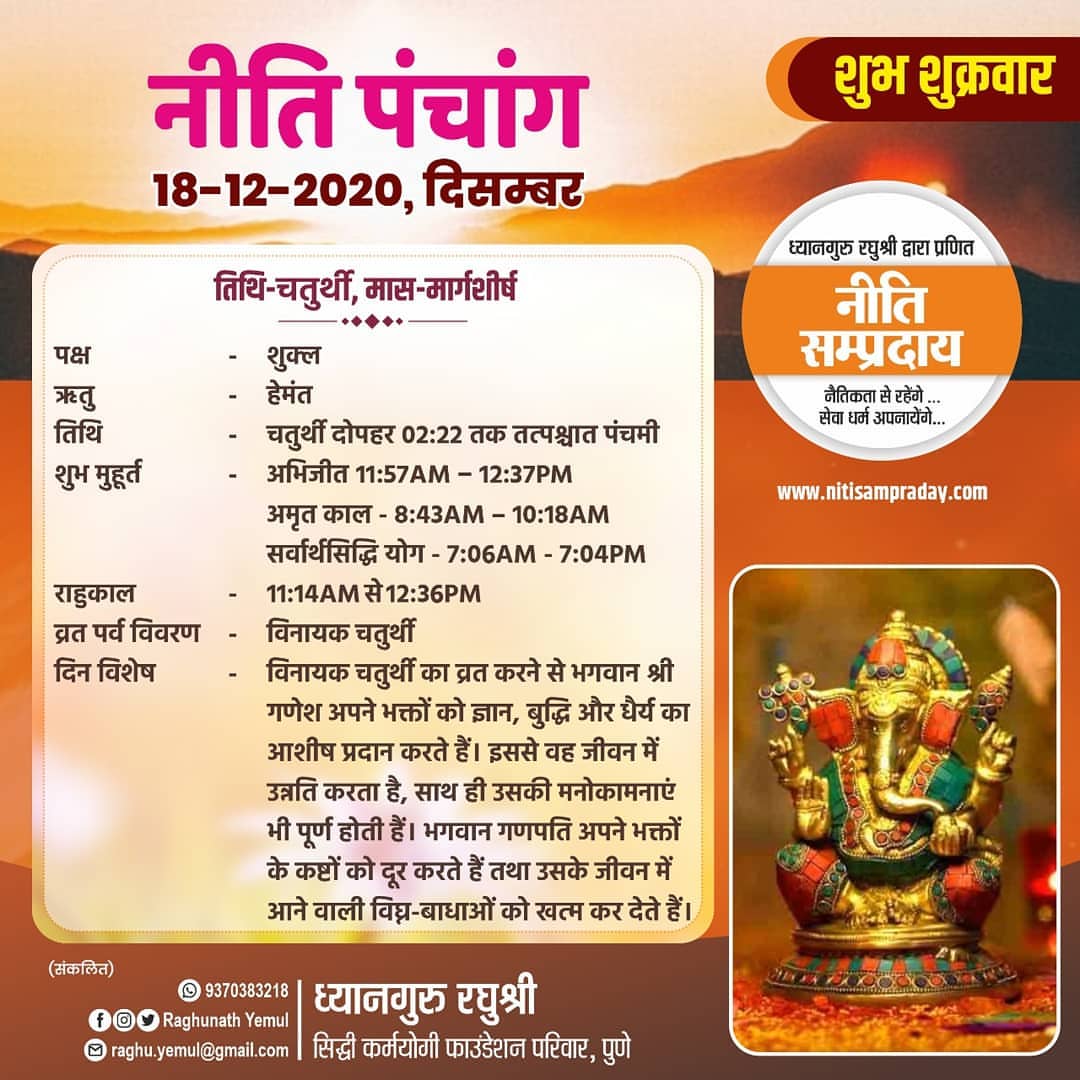 नीति पंचांग
18-12-2020, दिसम्बर
शुभ शुक्रवार
ध्यानगुरु रघुश्री द्वारा प्रणित
नीति
सम्प्रदाय
नैतिकता से रहेंगे ...
सेवा धर्म अपनायेंगे...
www.nitisampraday.com
तिथि-चतुर्थी, मास-मार्गशीर्ष
पक्ष - शुक्ल
ऋतु - हेमंत
तिथि - चतुर्थी दोपहर 02:22 तक तत्पश्चात पंचमी
शुभ मुहूर्त - अभिजीत 11:57AM – 12:37PM
अमृत काल - 8:43AM – 10:18AM
सर्वार्थसिद्धि योग - 7:06AM - 7:04PM
राहुकाल - 11:14AM से 12:36PM
व्रत पर्व विवरण - विनायक चतुर्थी
दिन विशेष - विनायक चतुर्थी का व्रत करने से भगवान श्री
गणेश अपने भक्तों को ज्ञान, बुद्धि और धैर्य का
आशीष प्रदान करते हैं। इससे वह जीवन में
उन्नति करता है, साथ ही उसकी मनोकामनाएं
भी पूर्ण होती हैं। भगवान गणपति अपने भक्तों
के कष्टों को दूर करते हैं तथा उसके जीवन में
आने वाली विघ्न-बाधाओं को खत्म कर देते हैं।
(संकलित)
9370383218
Raghunath Yemul
raghu.yemul@gmail.com
ध्यानगुरु रघुश्री
सिद्धी कर्मयोगी फाउंडेशन परिवार, पुणे